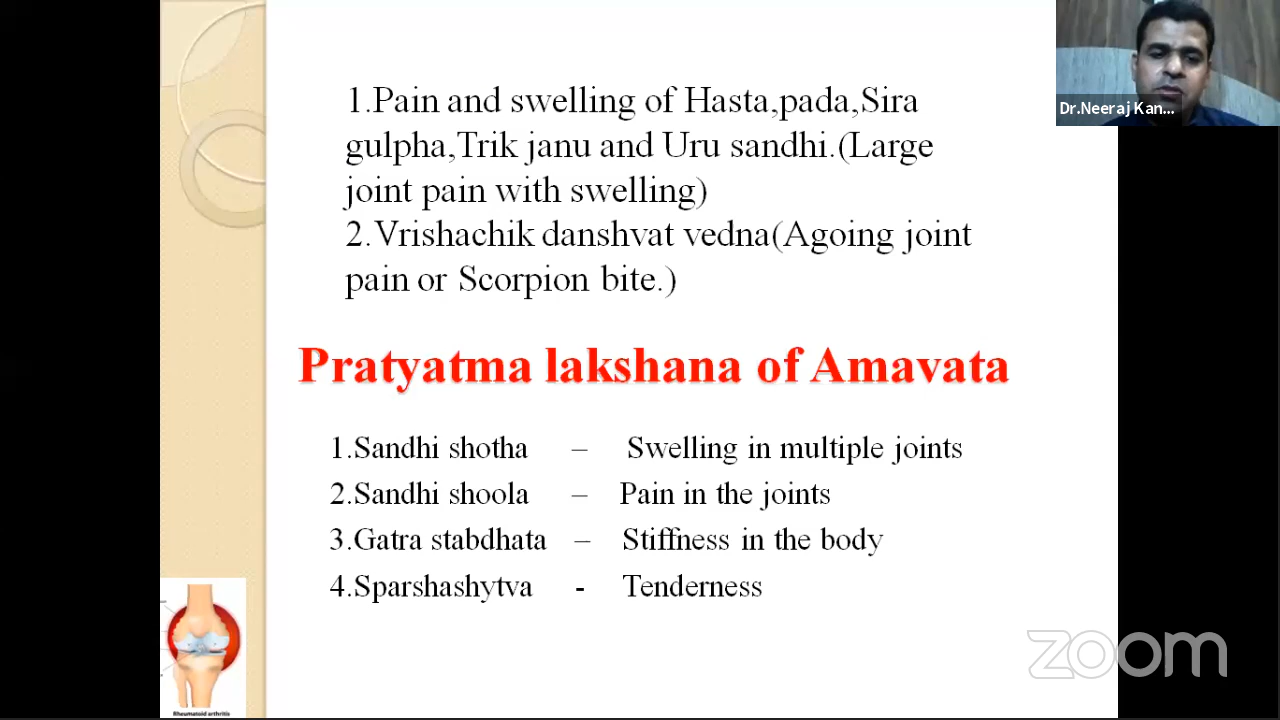 1.Pain and swelling of Hasta,pada,Sira
gulpha,Trik janu and Uru sandhi.(Large
joint pain with swelling)
2.Vrishachik danshvat vedna(Agoing joint
pain or Scorpion bite.)
Dr.Neeraj Kan...
Pratyatma lakshana of Amavata
1.Sandhi shotha – Swelling in multiple joints
2.Sandhi shoola – Pain in the joints
3.Gatra stabdhata – Stiffness in the body
4.Sparshashytva - Tenderness
Rheumatoid arthritis
zoom